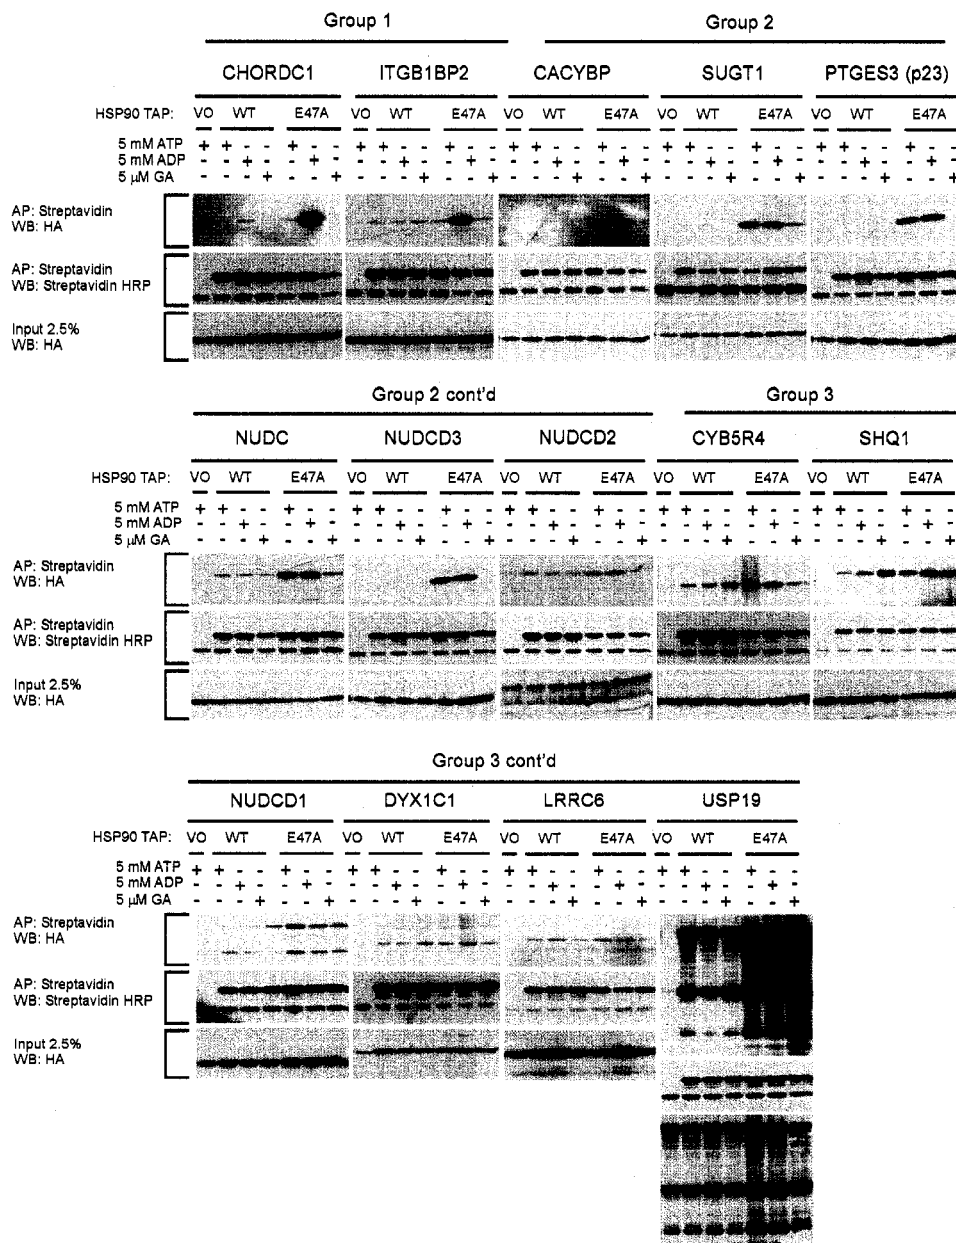 Group 1 Group 2
CHORDC1 ITGB1BP2 CACYBP SUGT1 PTGES3 (p23)
HSP90 TAP: VO WT E47A VO WT E47A VO WT E47A VO WT E47A VO WT E47A
5 mM ATP + + - - + - - + + - - + - - + + - - + - - + + - - + - - + + - - + - -
5 mM ADP - - + - - + - - - + - - + - - - + - - + - - - + - - + - - - + - - + -
5 µM GA - - - + - - + - - - + - - + - - - + - - + - - - + - - + - - - + - - +
AP: Streptavidin
WB: HA
AP: Streptavidin
WB: Streptavidin HRP
Input 2.5%
WB: HA
Group 2 cont'd Group 3
NUDC NUDCD3 NUDCD2 CYB5R4 SHQ1
HSP90 TAP: VO WT E47A VO WT E47A VO WT E47A VO WT E47A VO WT E47A
5 mM ATP + + - - + - - + + - - + - - + + - - + - - + + - - + - - + + - - + - -
5 mM ADP - - + - - + - - - + - - + - - - + - - + - - - + - - + - - - + - - + -
5 µM GA - - - + - - + - - - + - - + - - - + - - + - - - + - - + - - - + - - +
AP: Streptavidin
WB: HA
AP: Streptavidin
WB: Streptavidin HRP
Input 2.5%
WB: HA
Group 3 cont'd
NUDCD1 DYX1C1 LRRC6 USP19
HSP90 TAP: VO WT E47A VO WT E47A VO WT E47A VO WT E47A
5 mM ATP + + - - + - - + + - - + - - + + - - + - - + + - - + - -
5 mM ADP - - + - - + - - - + - - + - - - + - - + - - - + - - + -
5 µM GA - - - + - - + - - - + - - + - - - + - - + - - - + - - +
AP: Streptavidin
WB: HA
AP: Streptavidin
WB: Streptavidin HRP
Input 2.5%
WB: HA